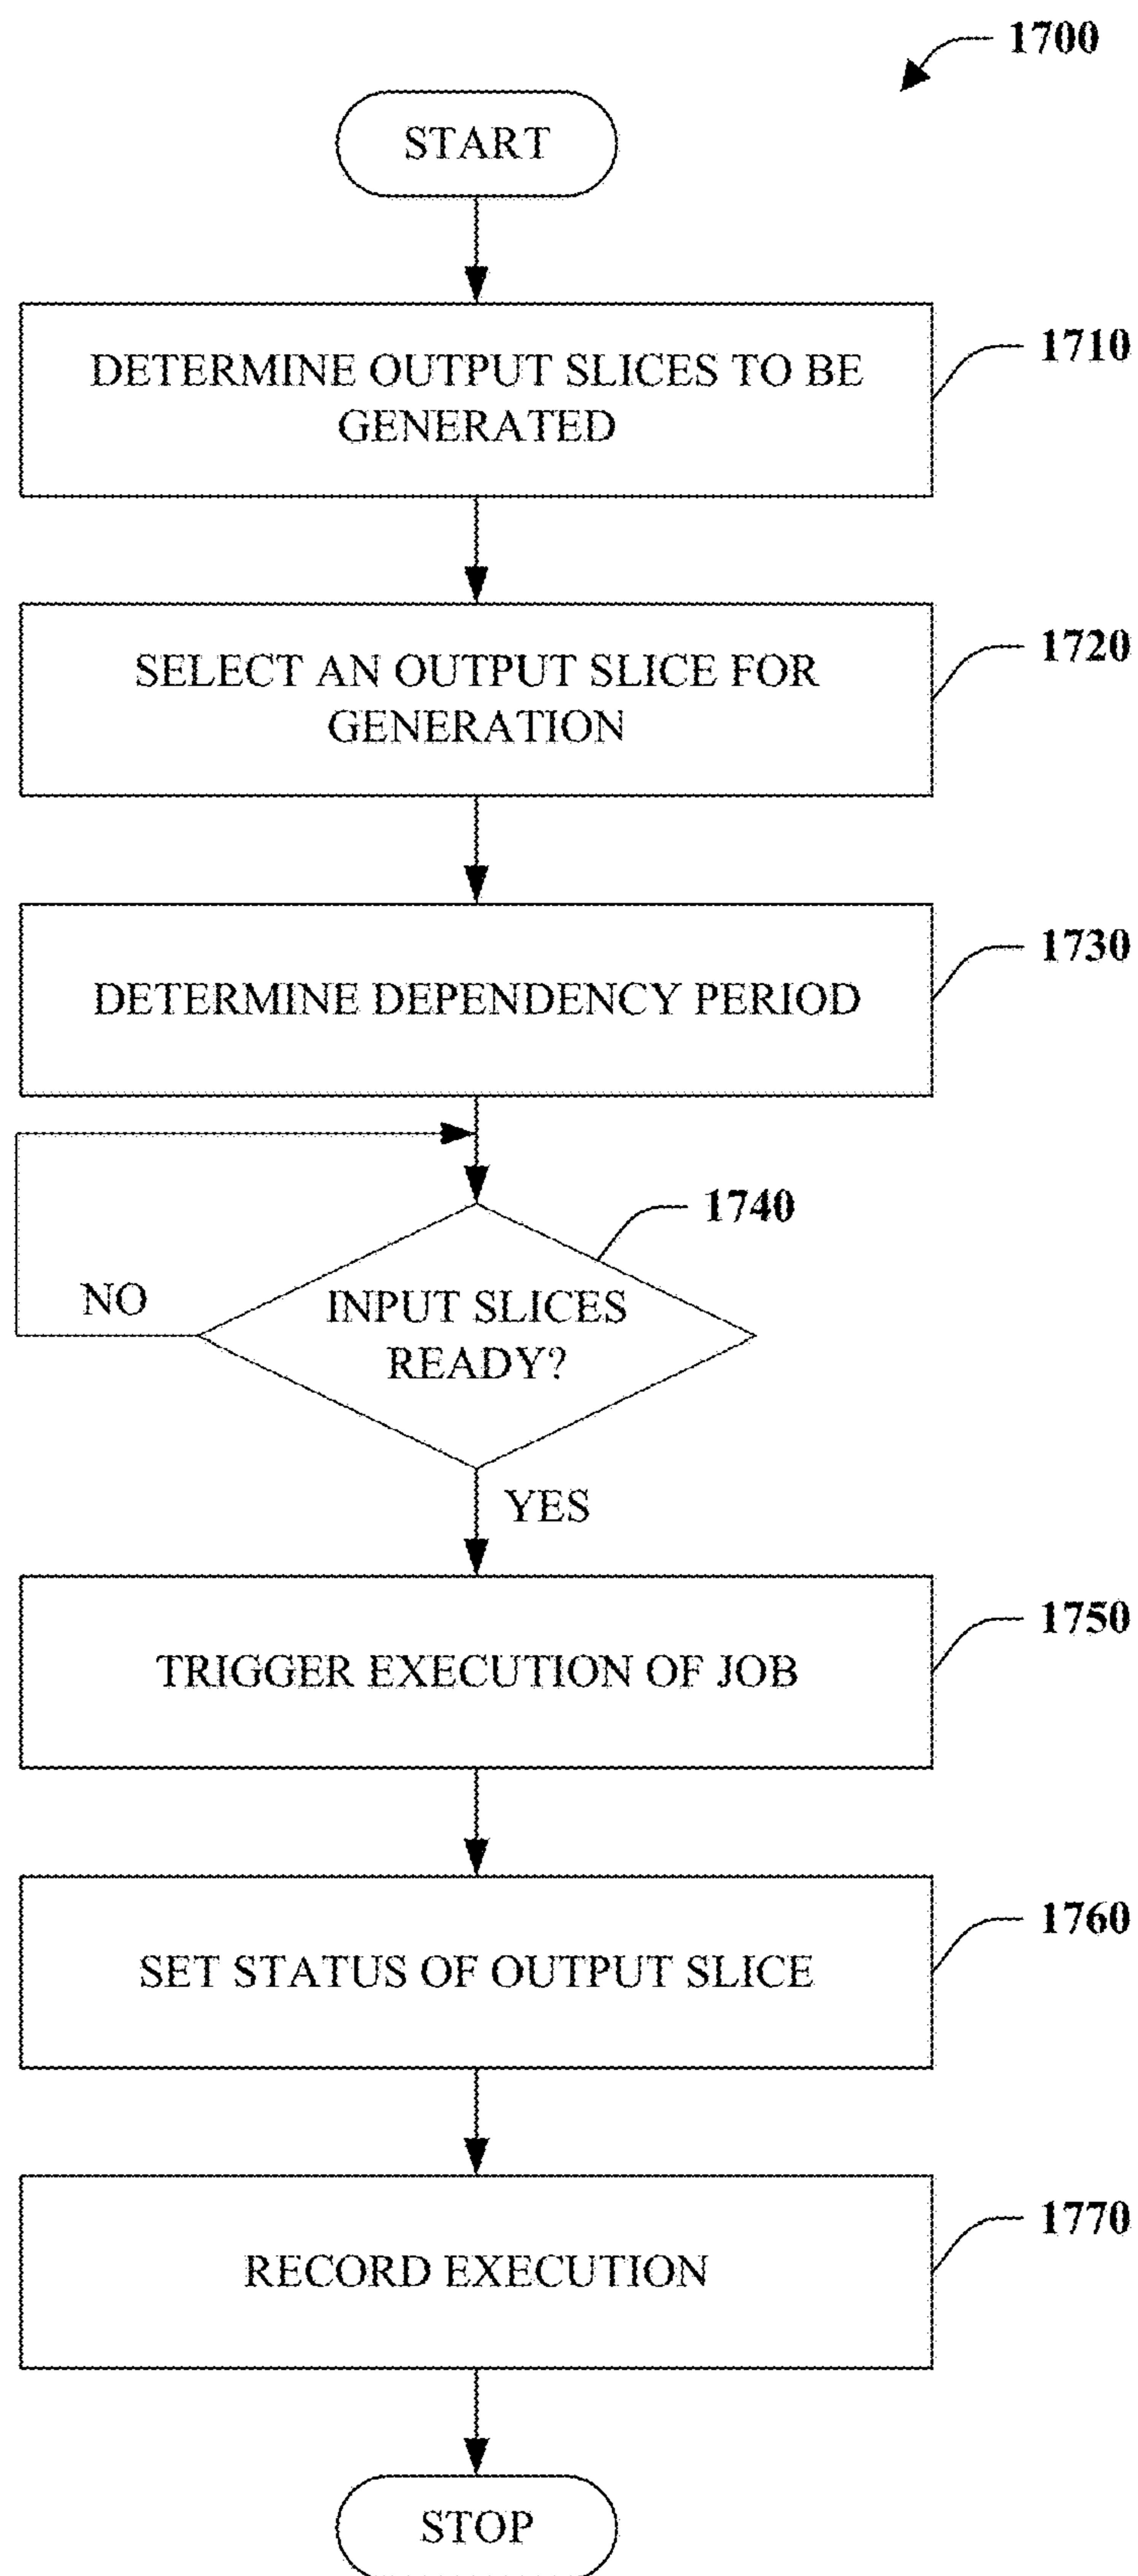 1700
START
DETERMINE OUTPUT SLICES TO BE
GENERATED
1710
SELECT AN OUTPUT SLICE FOR
GENERATION
1720
DETERMINE DEPENDENCY PERIOD
1730
1740
INPUT SLICES
READY?
NO
YES
TRIGGER EXECUTION OF JOB
1750
SET STATUS OF OUTPUT SLICE
1760
RECORD EXECUTION
1770
STOP